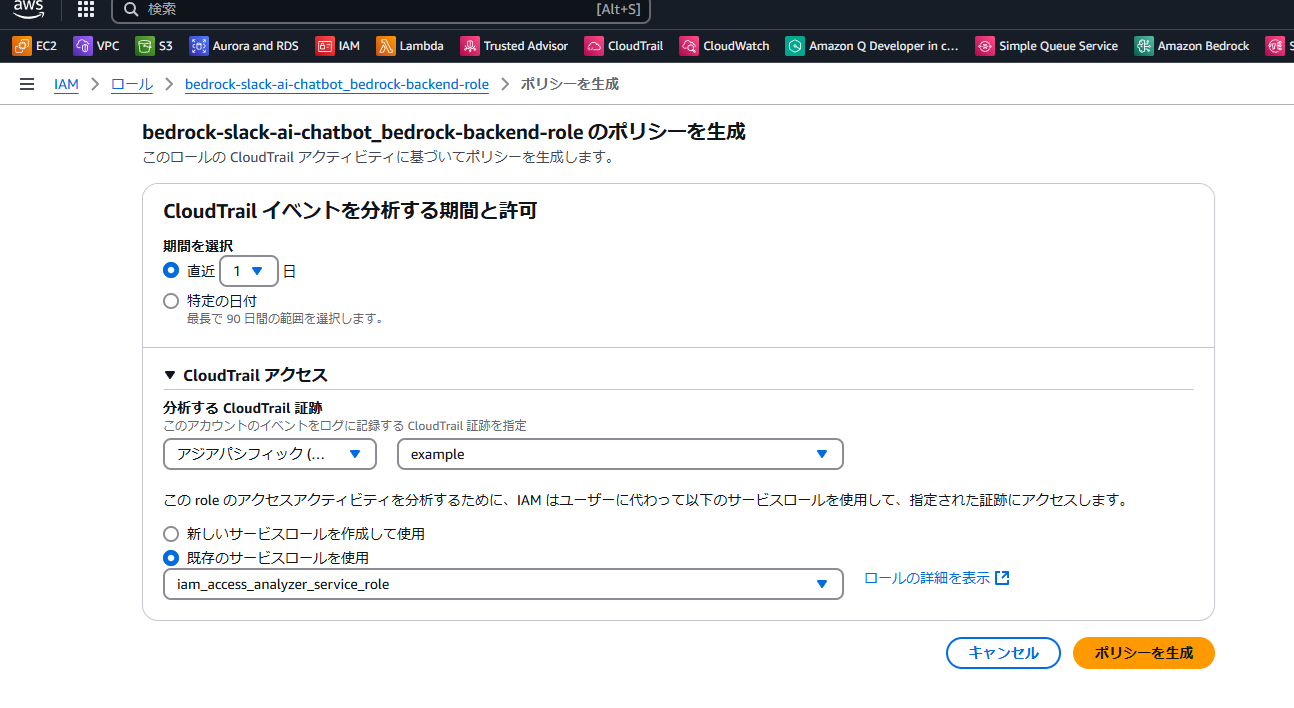 aws
検索 [Alt+S]
EC2 VPC S3 Aurora and RDS IAM Lambda Trusted Advisor CloudTrail CloudWatch Amazon Q Developer in c... Simple Queue Service Amazon Bedrock S
IAM > ロール > bedrock-slack-ai-chatbot_bedrock-backend-role > ポリシーを生成
bedrock-slack-ai-chatbot_bedrock-backend-role のポリシーを生成
このロールの CloudTrail アクティビティに基づいてポリシーを生成します。
CloudTrail イベントを分析する期間と許可
期間を選択
直近 1 日
特定の日付
最長で 90 日間の範囲を選択します。
CloudTrail アクセス
分析する CloudTrail 証跡
このアカウントのイベントをログに記録する CloudTrail 証跡を指定
アジアパシフィック (... example
この role のアクセスアクティビティを分析するために、IAM はユーザーに代わって以下のサービスロールを使用して、指定された証跡にアクセスします。
新しいサービスロールを作成して使用
既存のサービスロールを使用
iam_access_analyzer_service_role ロールの詳細を表示
キャンセル ポリシーを生成